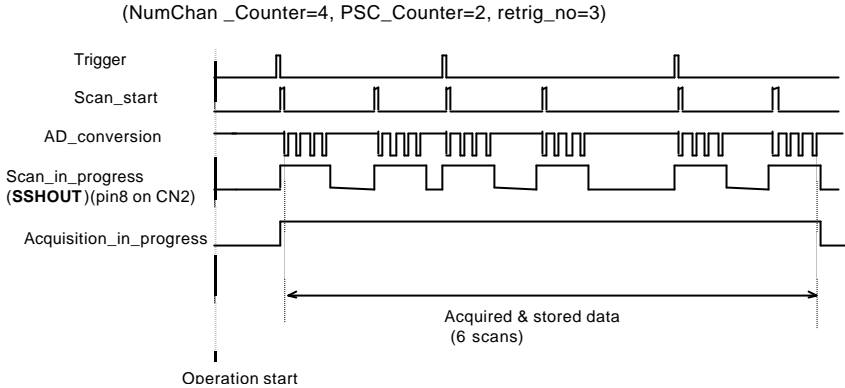 (NumChan _Counter=4, PSC_Counter=2, retrig_no=3)
Trigger
Scan_start
AD_conversion
Scan_in_progress
(SSHOUT)(pin8 on CN2)
Acquisition_in_progress
Acquired & stored data
(6 scans)
Operation start